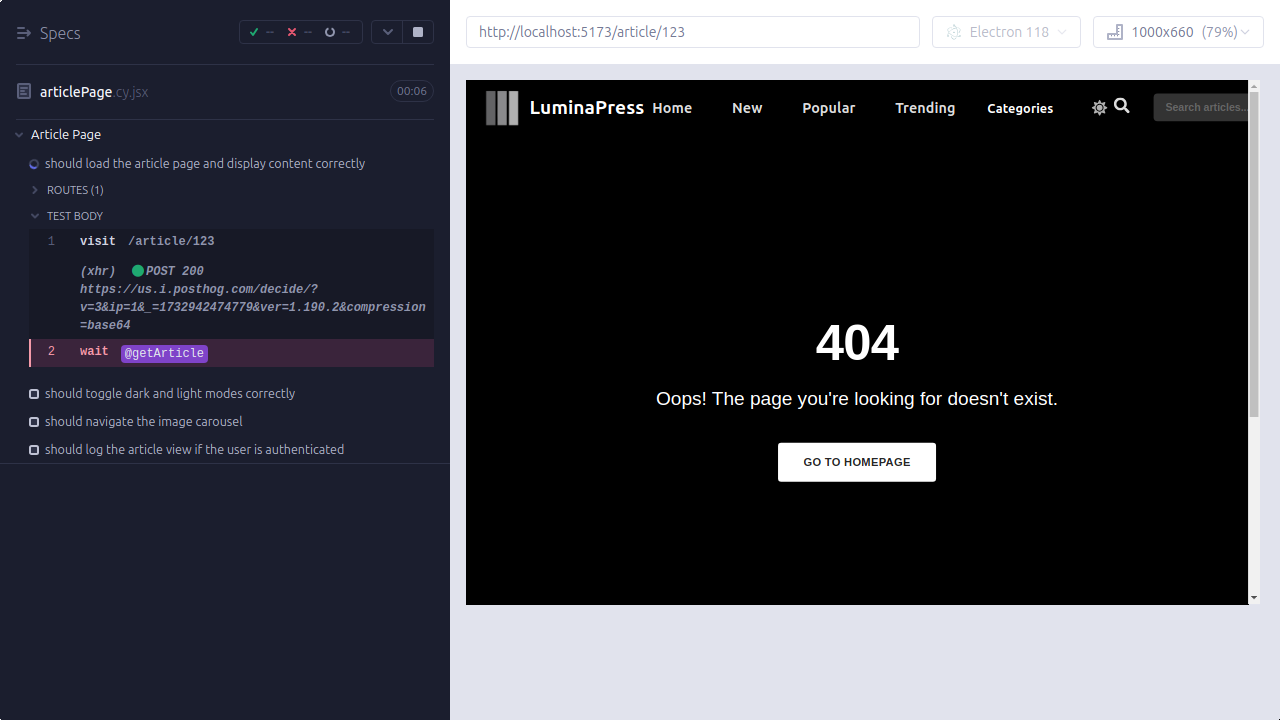 Specs
-- -- --
articlePage.cy.jsx 00:06
Article Page
should load the article page and display content correctly
ROUTES (1)
TEST BODY
1 visit /article/123
(xhr) POST 200
https://us.i.posthog.com/decide/?
v=3&ip=1&_=1732942474779&ver=1.190.2&compression
=base64
2 wait @getArticle
should toggle dark and light modes correctly
should navigate the image carousel
should log the article view if the user is authenticated
http://localhost:5173/article/123 Electron 118 1000x660 (79%)
LuminaPress Home New Popular Trending Categories Search articles...
404
Oops! The page you're looking for doesn't exist.
GO TO HOMEPAGE